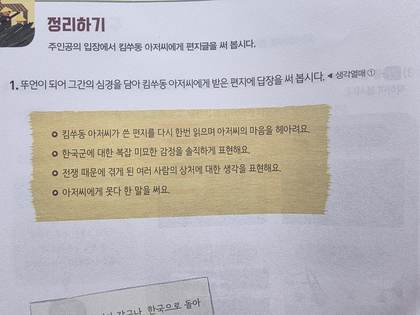 정리하기
주인공의 입장에서 킴쑤동 아저씨에게 편지글을 써 봅시다.
1. 뚜언이 되어 그간의 심경을 담아 킴쑤동 아저씨에게 받은 편지에 답장을 써 봅시다. ◀ 생각열매 ①
킴쑤동 아저씨가 쓴 편지를 다시 한번 읽으며 아저씨의 마음을 헤아려요.
한국군에 대한 복잡 미묘한 감정을 솔직하게 표현해요.
전쟁 때문에 겪게 된 여러 사람의 상처에 대한 생각을 표현해요.
아저씨에게 못다 한 말을 써요.
한국으로 돌아